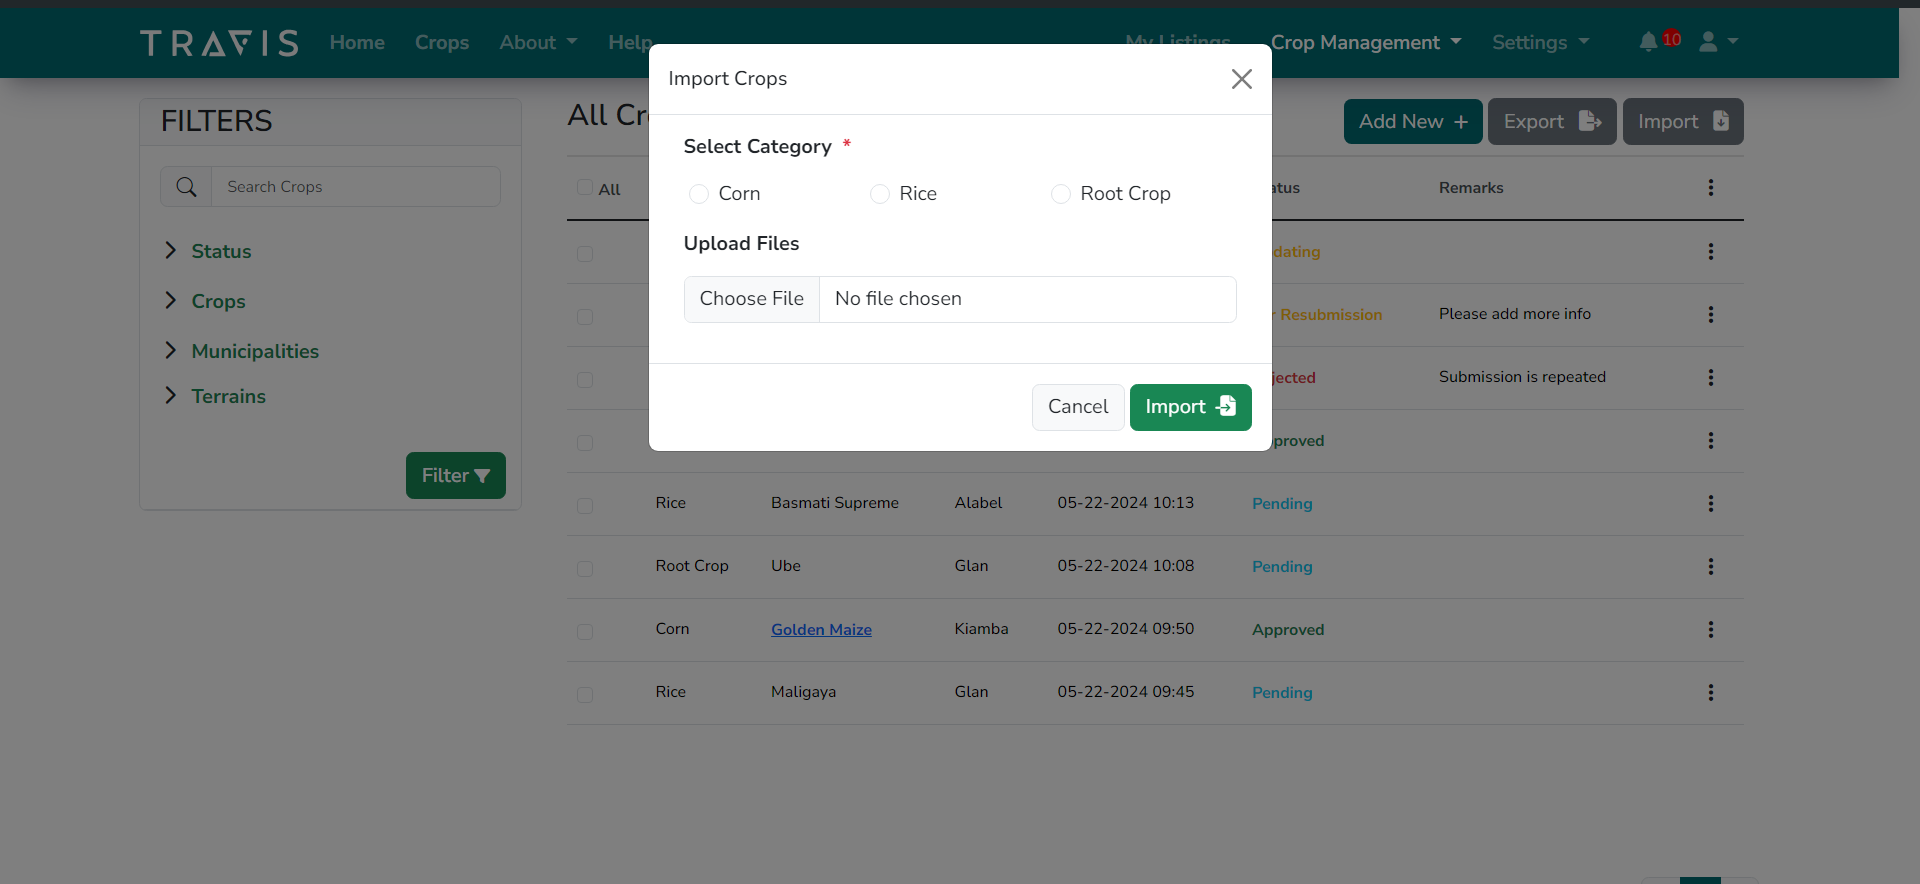 TRAVIS Home Crops About Help My Listings Crop Management Settings 10
Import Crops
FILTERS
All Cr
Add New + Export Import
Select Category *
Search Crops
All
atus Remarks
Corn Rice Root Crop
Upload Files
Status
dating
Crops
Choose File No file chosen
r Resubmission Please add more info
Municipalities
jected Submission is repeated
Terrains
Cancel Import
proved
Filter
Rice Basmati Supreme Alabel 05-22-2024 10:13 Pending
Root Crop Ube Glan 05-22-2024 10:08 Pending
Corn Golden Maize Kiamba 05-22-2024 09:50 Approved
Rice Maligaya Glan 05-22-2024 09:45 Pending